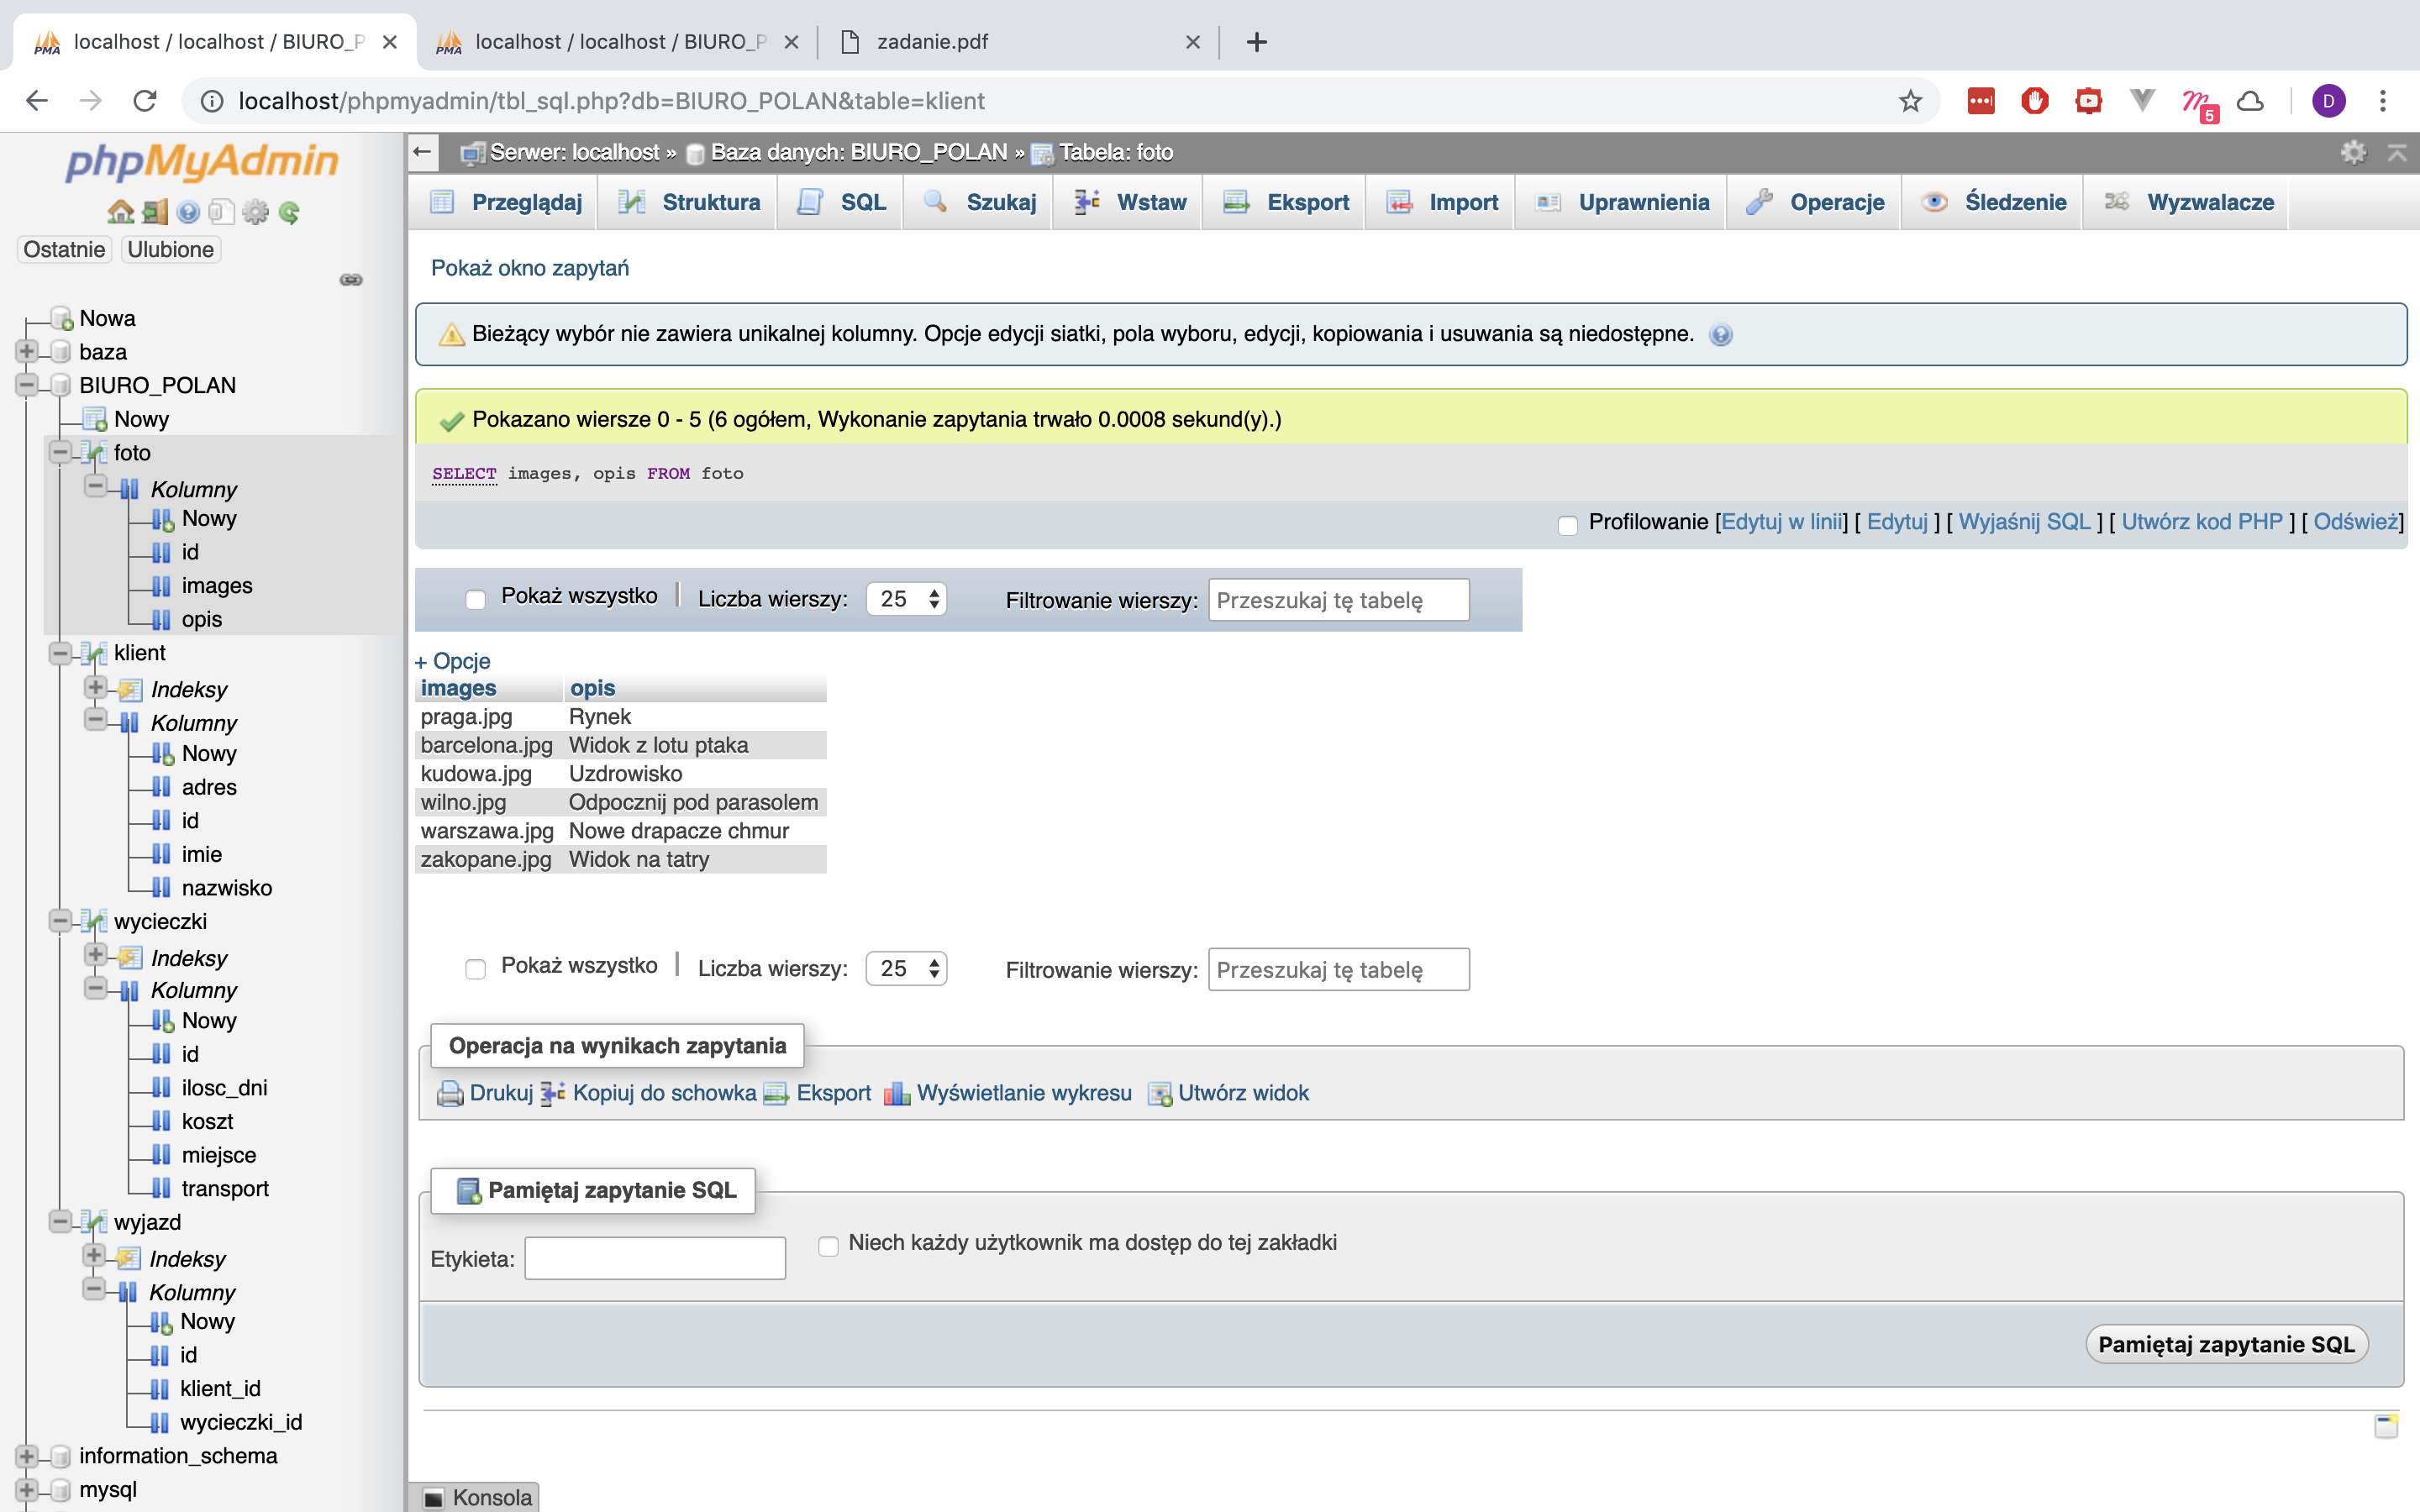 localhost / localhost / BIURO_P
localhost / localhost / BIURO_P
zadanie.pdf
localhost/phpmyadmin/tbl_sql.php?db=BIURO_POLAN&table=klient
5
D
phpMyAdmin
Ostatnie
Ulubione
Nowa
baza
BIURO_POLAN
Nowy
foto
Kolumny
Nowy
id
images
opis
klient
Indeksy
Kolumny
Nowy
adres
id
imie
nazwisko
wycieczki
Indeksy
Kolumny
Nowy
id
ilosc_dni
koszt
miejsce
transport
wyjazd
Indeksy
Kolumny
Nowy
id
klient_id
wycieczki_id
information_schema
mysql
Serwer: localhost » Baza danych: BIURO_POLAN » Tabela: foto
Przeglądaj Struktura SQL Szukaj Wstaw Eksport Import Uprawnienia Operacje Śledzenie Wyzwalacze
Pokaż okno zapytań
Bieżący wybór nie zawiera unikalnej kolumny. Opcje edycji siatki, pola wyboru, edycji, kopiowania i usuwania są niedostępne.
Pokazano wiersze 0 - 5 (6 ogółem, Wykonanie zapytania trwało 0.0008 sekund(y).)
SELECT images, opis FROM foto
Profilowanie [Edytuj w linii] [ Edytuj ] [ Wyjaśnij SQL ] [ Utwórz kod PHP ] [ Odśwież]
Pokaż wszystko | Liczba wierszy: 25 Filtrowanie wierszy: Przeszukaj tę tabelę
+ Opcje
images opis
praga.jpg Rynek
barcelona.jpg Widok z lotu ptaka
kudowa.jpg Uzdrowisko
wilno.jpg Odpocznij pod parasolem
warszawa.jpg Nowe drapacze chmur
zakopane.jpg Widok na tatry
Pokaż wszystko | Liczba wierszy: 25 Filtrowanie wierszy: Przeszukaj tę tabelę
Operacja na wynikach zapytania
Drukuj Kopiuj do schowka Eksport Wyświetlanie wykresu Utwórz widok
Pamiętaj zapytanie SQL
Etykieta: Niech każdy użytkownik ma dostęp do tej zakładki
Pamiętaj zapytanie SQL
Konsola